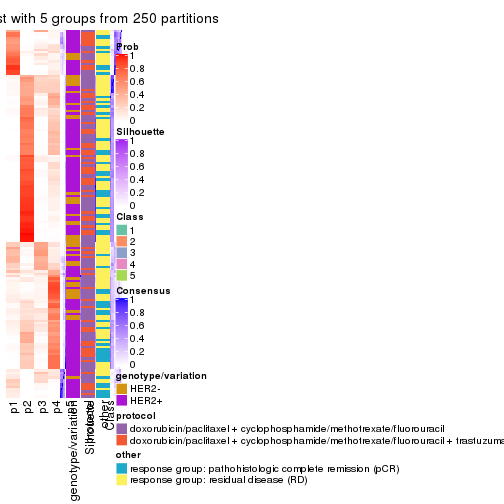 st with 5 groups from 250 partitions
Prob
1
0.8
0.6
0.4
0.2
0
Silhouette
1
0.8
0.6
0.4
0.2
0
Class
1
2
3
4
5
Consensus
1
0.8
0.6
0.4
0.2
0
genotype/variation
HER2-
HER2+
protocol
doxorubicin/paclitaxel + cyclophosphamide/methotrexate/fluorouracil
doxorubicin/paclitaxel + cyclophosphamide/methotrexate/fluorouracil + trastuzuma
other
response group: pathohistologic complete remission (pCR)
response group: residual disease (RD)
p1
p2
p3
p4
genotype/variation
Silhouette
other
Class